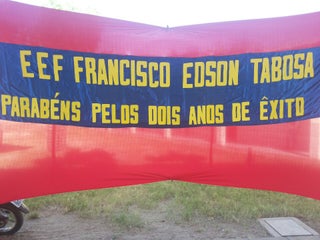 EEF FRANCISCO EDSON TABOSA
PARABÉNS PELOS DOIS ANOS DE ÊXITO